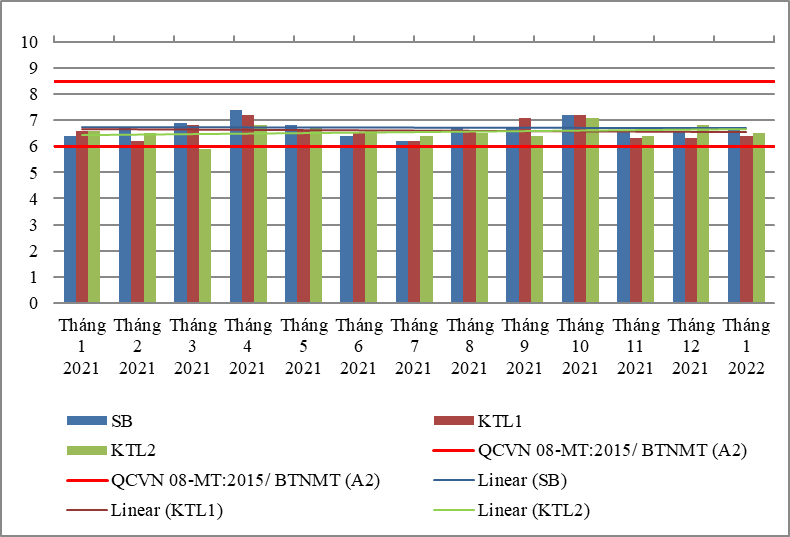 10
9
8
7
6
5
4
3
2
1
0
Tháng Tháng Tháng Tháng Tháng Tháng Tháng Tháng Tháng Tháng Tháng Tháng Tháng
1 2 3 4 5 6 7 8 9 10 11 12 1
2021 2021 2021 2021 2021 2021 2021 2021 2021 2021 2021 2021 2022
SB KTL1
KTL2 QCVN 08-MT:2015/ BTNMT (A2)
QCVN 08-MT:2015/ BTNMT (A2) Linear (SB)
Linear (KTL1) Linear (KTL2)